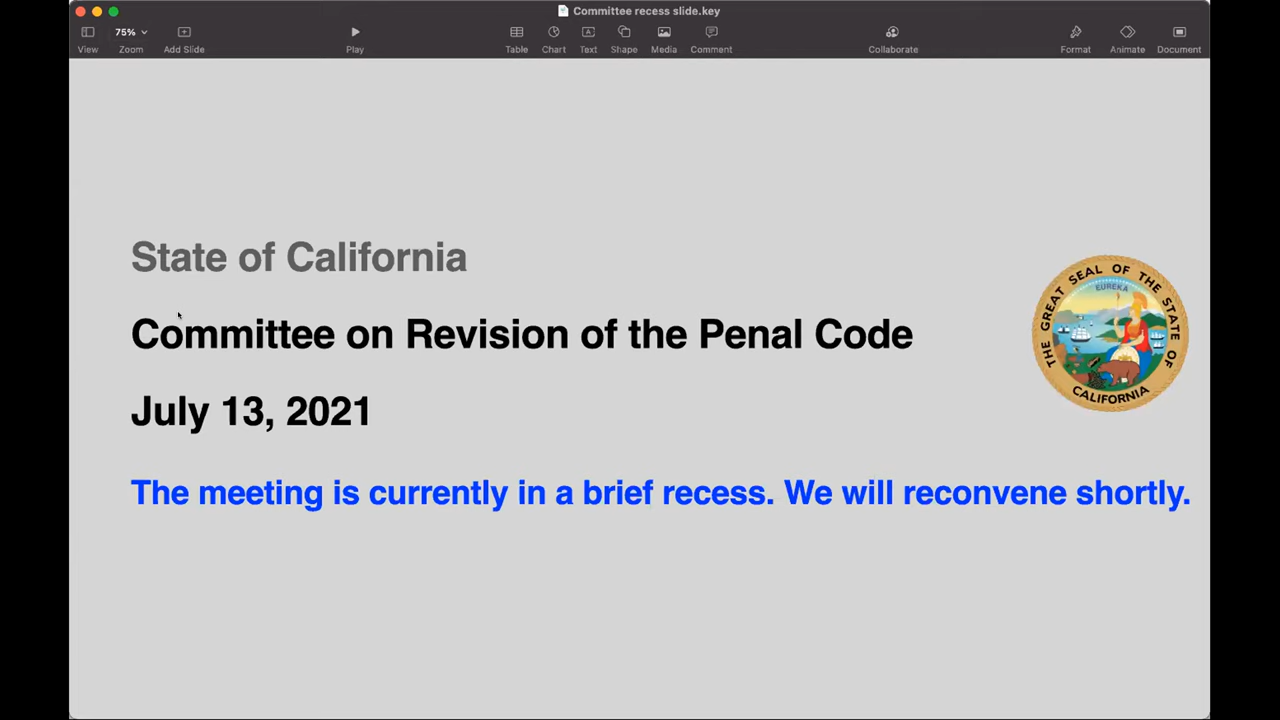 Committee recess slide.key
75%
View
Zoom
Add Slide
Play
Table
Chart
Text
Shape
Media
Comment
Collaborate
Format
Animate
Document
State of California
Committee on Revision of the Penal Code
July 13, 2021
The meeting is currently in a brief recess. We will reconvene shortly.
THE GREAT SEAL OF THE STATE OF CALIFORNIA
EUREKA